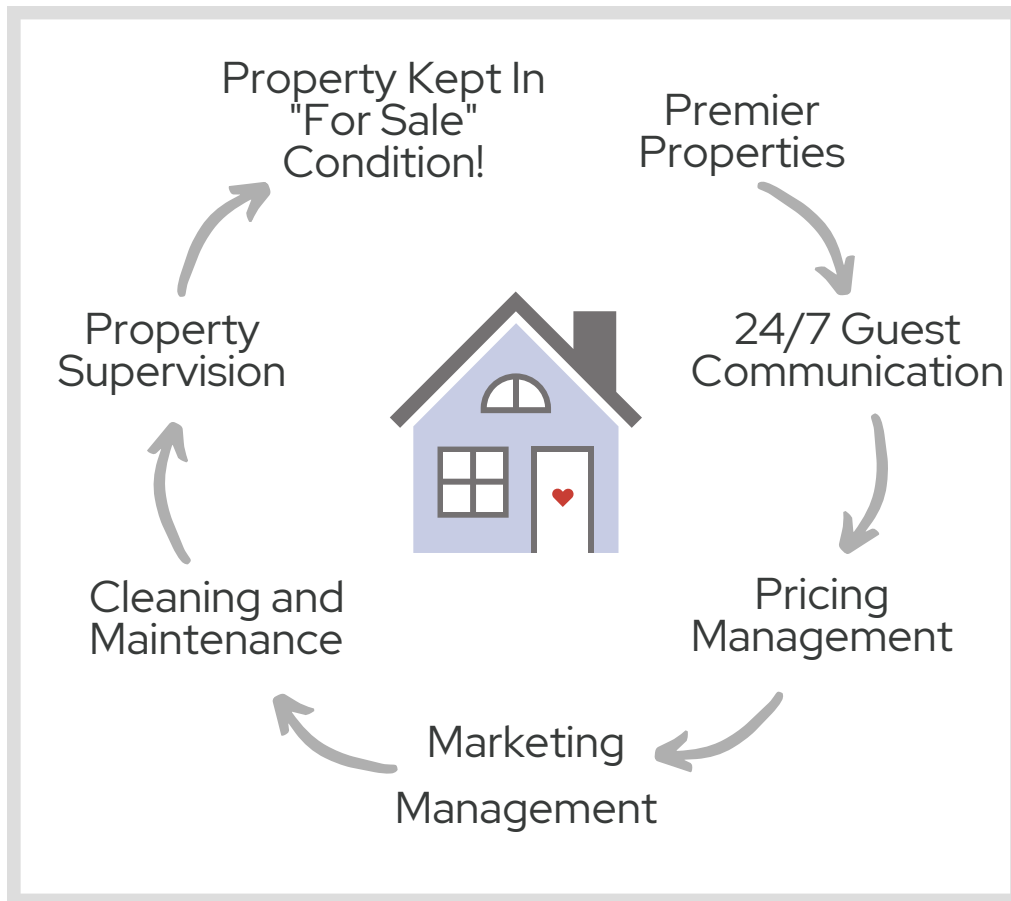 Property Kept In
"For Sale"
Condition!
Premier
Properties
24/7 Guest
Communication
Pricing
Management
Marketing
Management
Cleaning and
Maintenance
Property
Supervision